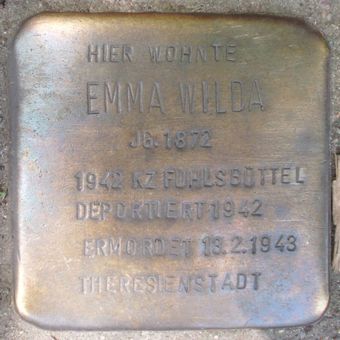 HIER WOHNTE
EMMA WILDA
JG. 1872
1942 KZ FUHLSBÜTTEL
DEPORTIERT 1942
ERMORDET 13.2.1943
THERESIENSTADT